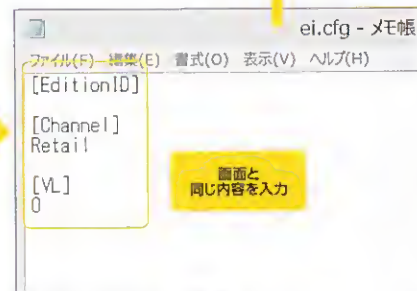 ei.cfg - メモ帳
ファイル(F) 編集(E) 書式(O) 表示(V) ヘルプ(H)
[EditionID]
[Channel]
Retail
[VL]
0
画面と
同じ内容を入力